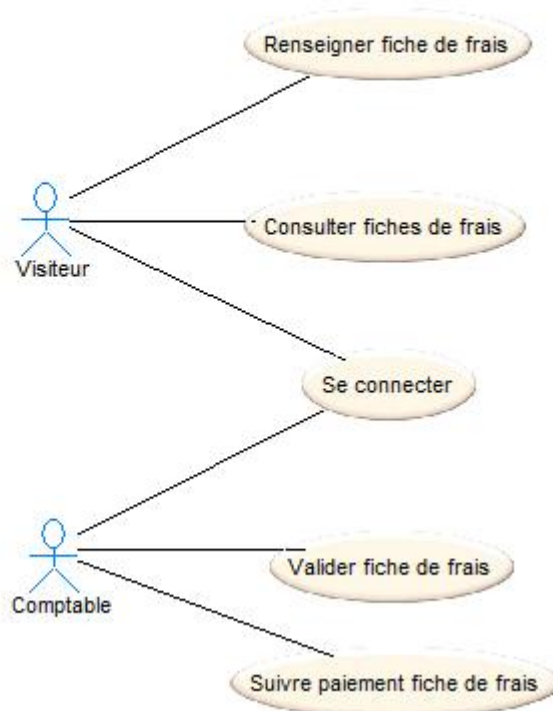 Renseigner fiche de frais
Consulter fiches de frais
Visiteur
Se connecter
Valider fiche de frais
Comptable
Suivre paiement fiche de frais